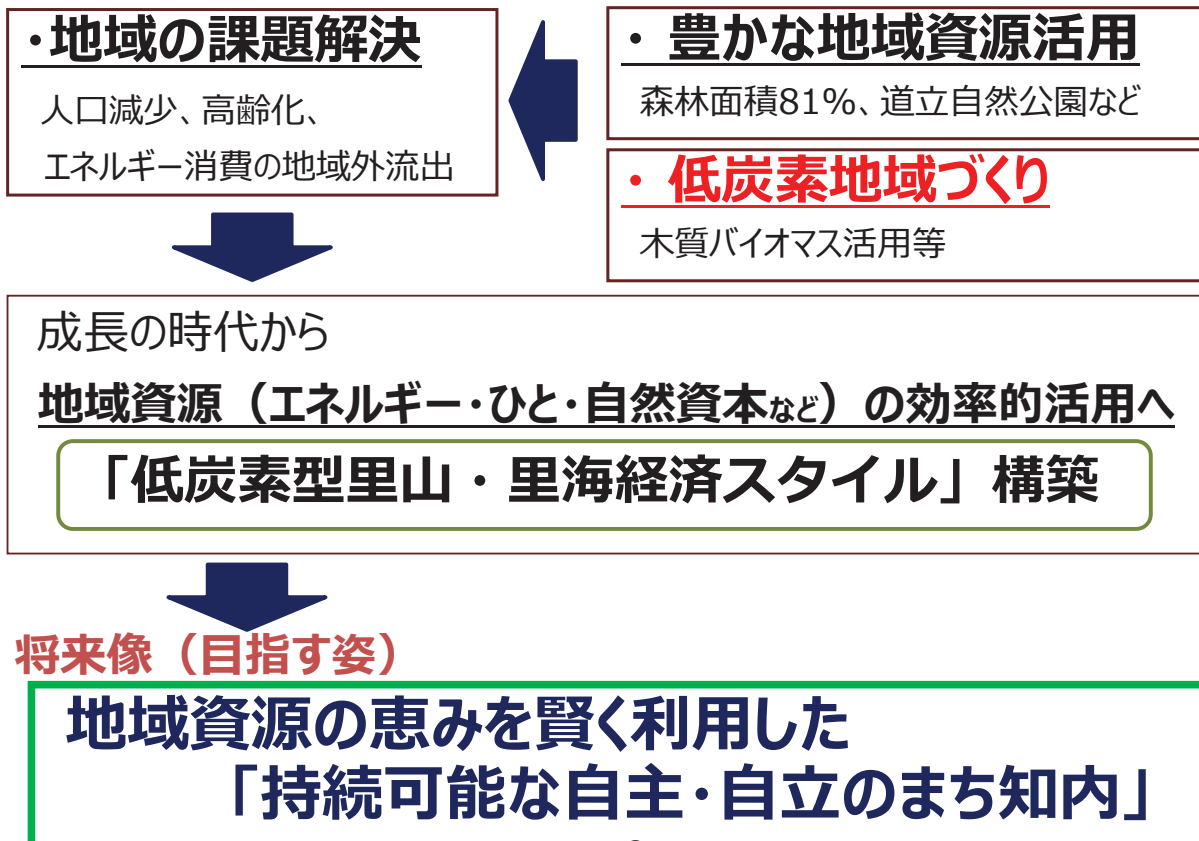 ・地域の課題解決
人口減少、高齢化、
エネルギー消費の地域外流出
・ 豊かな地域資源活用
森林面積81%、道立自然公園など
・ 低炭素地域づくり
木質バイオマス活用等
成長の時代から
地域資源（エネルギー・ひと・自然資本など）の効率的活用へ
「低炭素型里山・里海経済スタイル」構築
将来像（目指す姿）
地域資源の恵みを賢く利用した
「持続可能な自主・自立のまち知内」